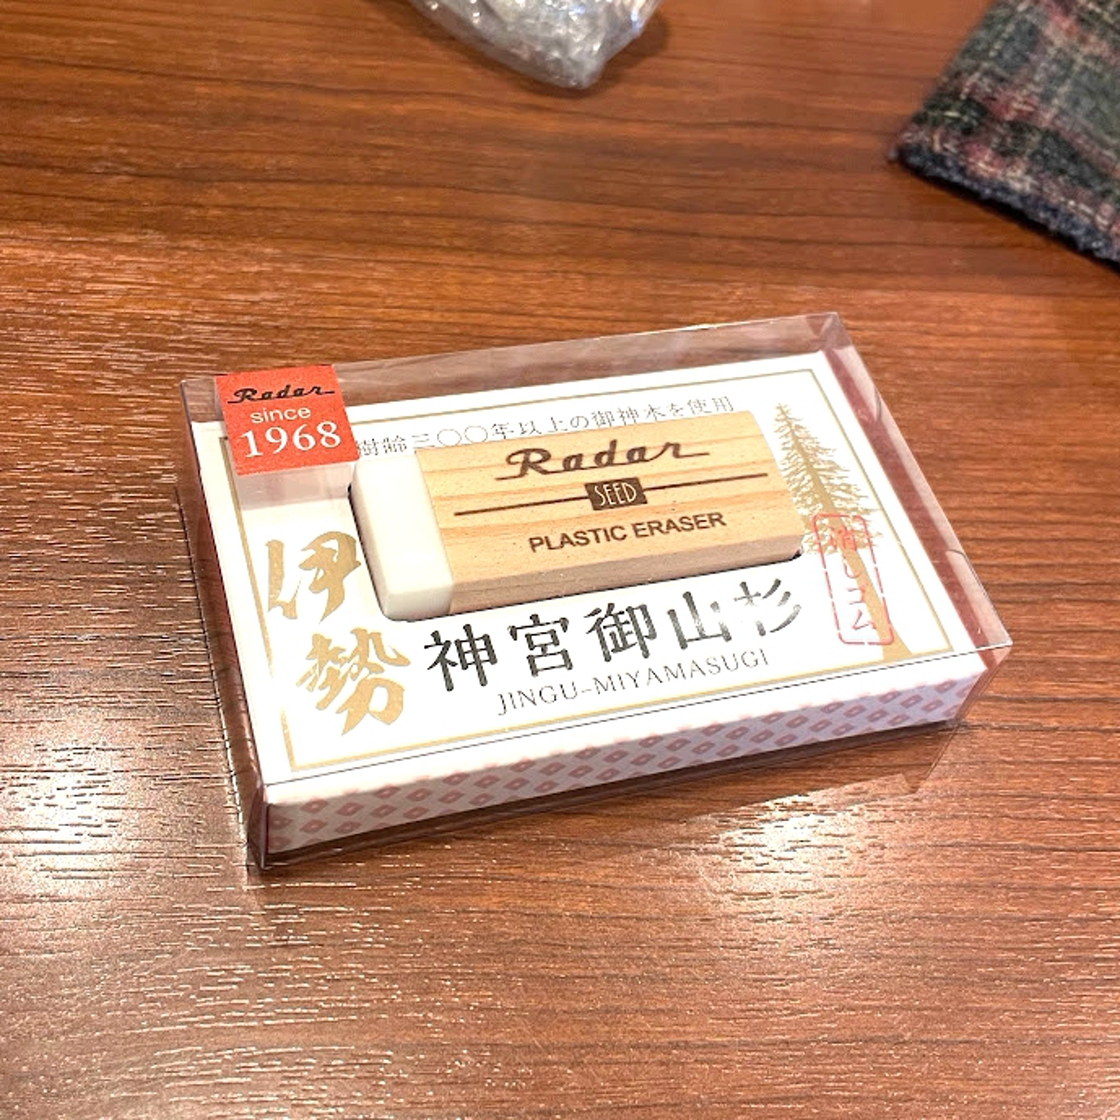 Radar
since
1968
樹齢三〇〇年以上の御神木を使用
Radar
SEED
PLASTIC ERASER
伊勢
神宮御山杉
JINGU-MIYAMASUGI
消しゴム